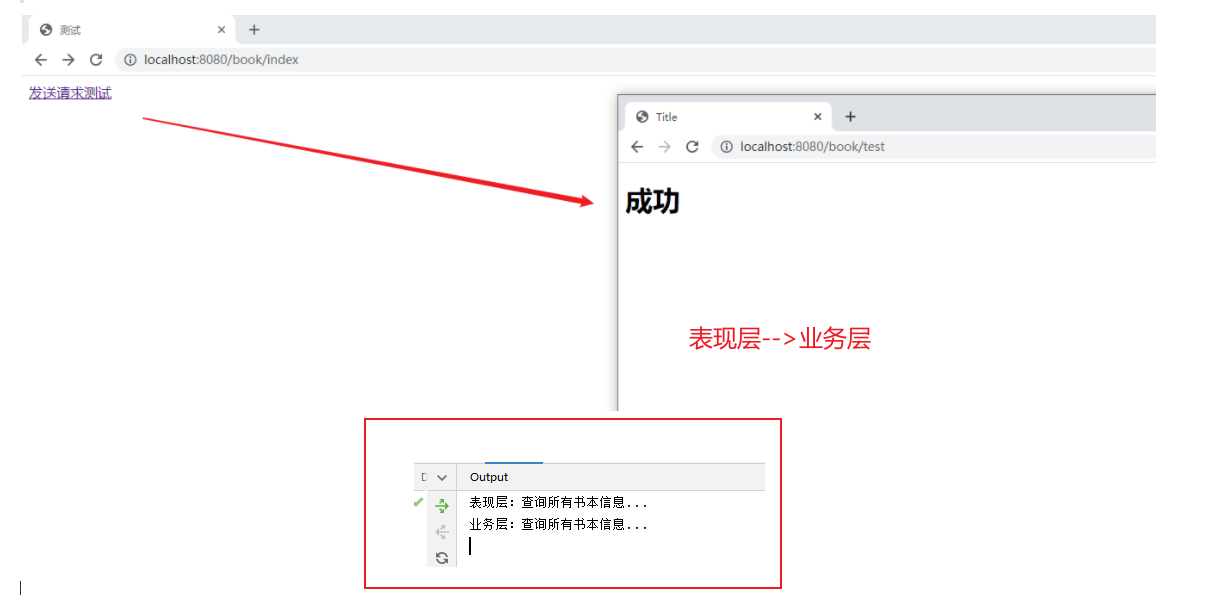 测试
localhost:8080/book/index
发送请求测试
Title
localhost:8080/book/test
成功
表现层-->业务层
Output
表现层：查询所有书本信息...
业务层：查询所有书本信息...